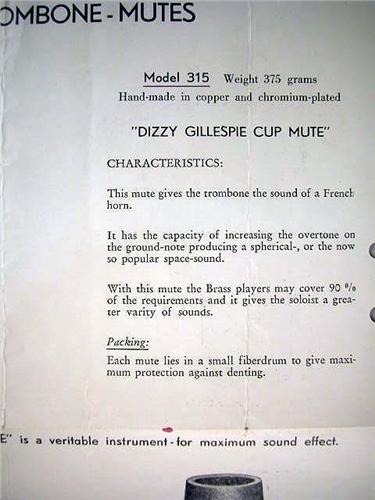 OMBONE - MUTES
Model 315 Weight 375 grams
Hand-made in copper and chromium-plated
"DIZZY GILLESPIE CUP MUTE"
CHARACTERISTICS:
This mute gives the trombone the sound of a French
horn.
It has the capacity of increasing the overtone on
the ground-note producing a spherical-, or the now
so popular space-sound.
With this mute the Brass players may cover 90 %
of the requirements and it gives the soloist a grea-
ter varity of sounds.
Packing:
Each mute lies in a small fiberdrum to give maxi-
mum protection against denting.
E" is a veritable instrument - for maximum sound effect.